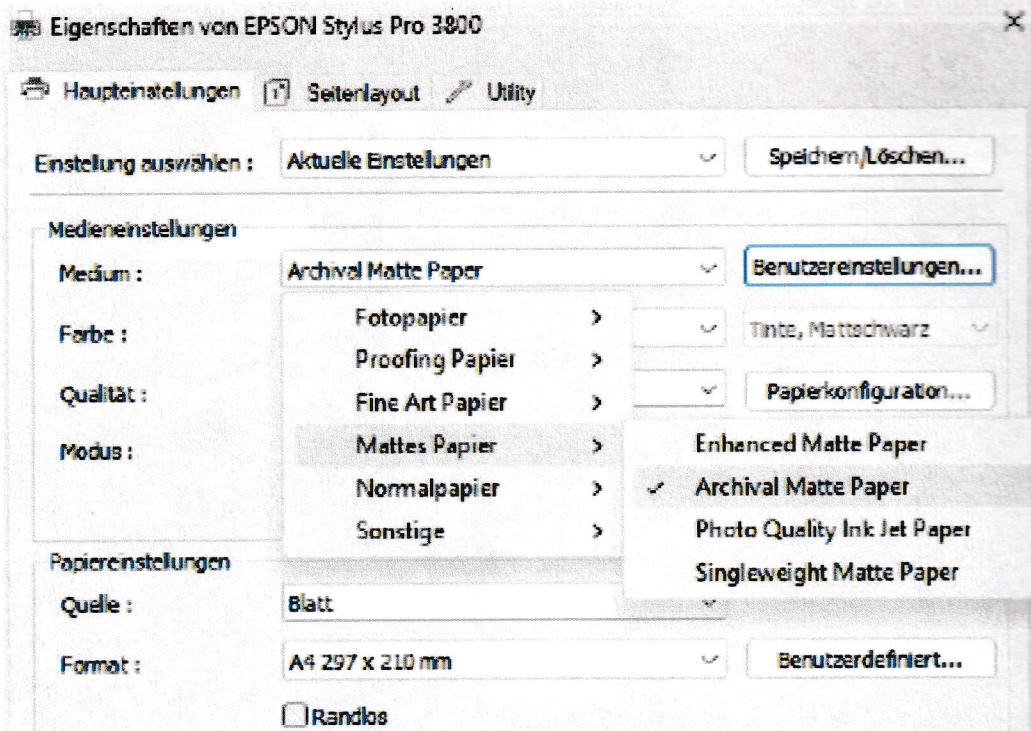 Eigenschaften von EPSON Stylus Pro 3800
Haupteinstellungen Seitenlayout Utility
Einstellung auswählen : Aktuelle Einstellungen Speichern/Löschen...
Medieneinstellungen
Medium : Archival Matte Paper Benutzereinstellungen...
Farbe : Fotopapier > Tinte, Mattschwarz
Proofing Papier >
Qualität : Fine Art Papier > Papierkonfiguration...
Modus : Mattes Papier > Enhanced Matte Paper
Normalpapier > ✓ Archival Matte Paper
Sonstige > Photo Quality Ink Jet Paper
Papiereinstellungen Singleweight Matte Paper
Quelle : Blatt
Format : A4 297 x 210 mm Benutzerdefiniert...
Randlos